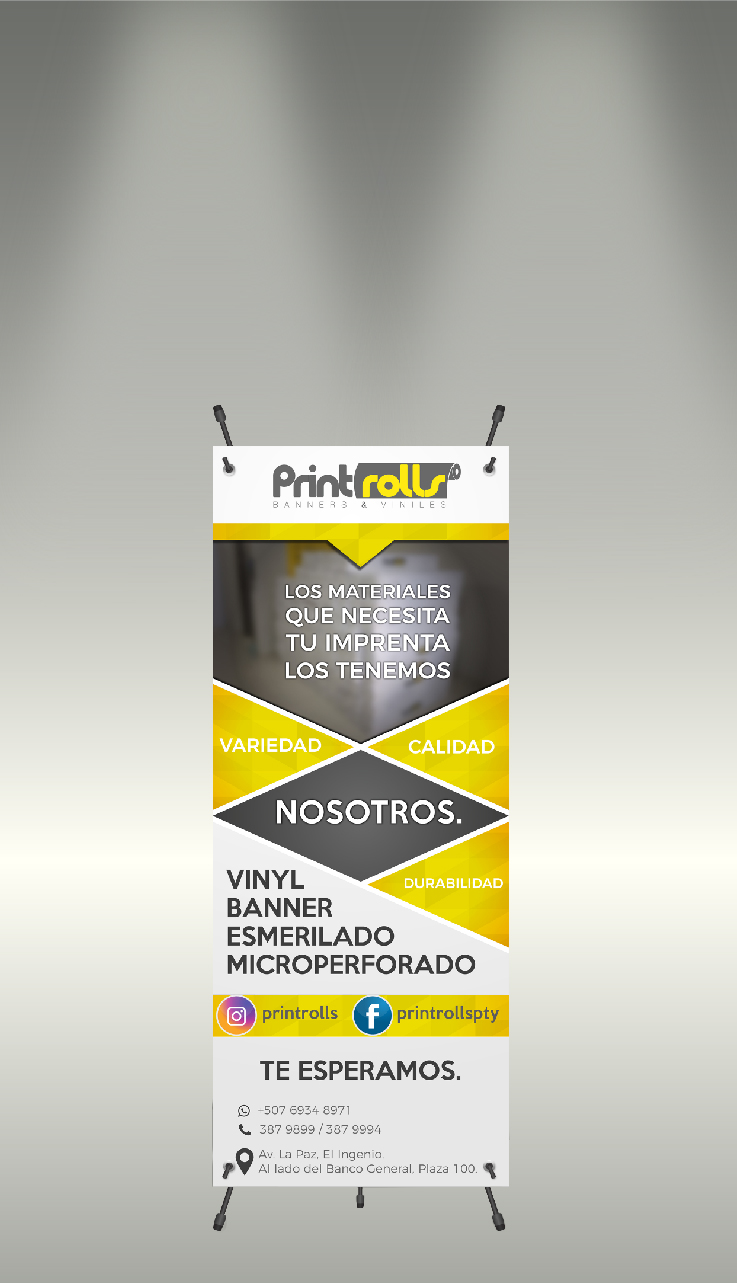 Printrolls
BANNERS & VINILES
LOS MATERIALES
QUE NECESITA
TU IMPRENTA
LOS TENEMOS
VARIEDAD
CALIDAD
NOSOTROS.
DURABILIDAD
VINYL
BANNER
ESMERILADO
MICROPERFORADO
printrolls
printrollspty
TE ESPERAMOS.
+507 6934 8971
387 9899 / 387 9994
Av. La Paz, El Ingenio.
Al lado del Banco General, Plaza 100.